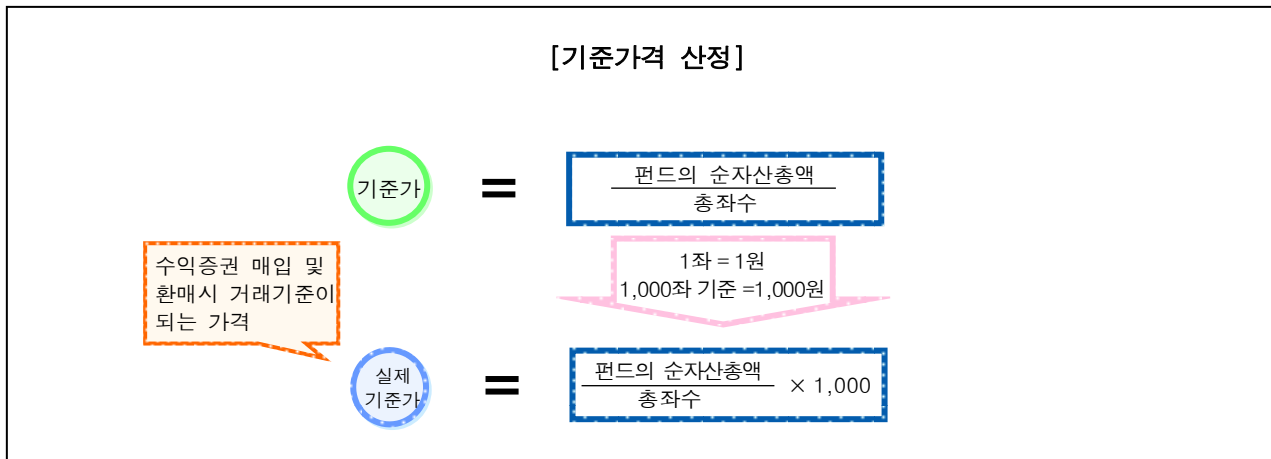 [기준가격 산정]
기준가
=
펀드의 순자산총액
총좌수
1좌 = 1원
1,000좌 기준 =1,000원
수익증권 매입 및
환매시 거래기준이
되는 가격
실제
기준가
=
펀드의 순자산총액
총좌수
× 1,000